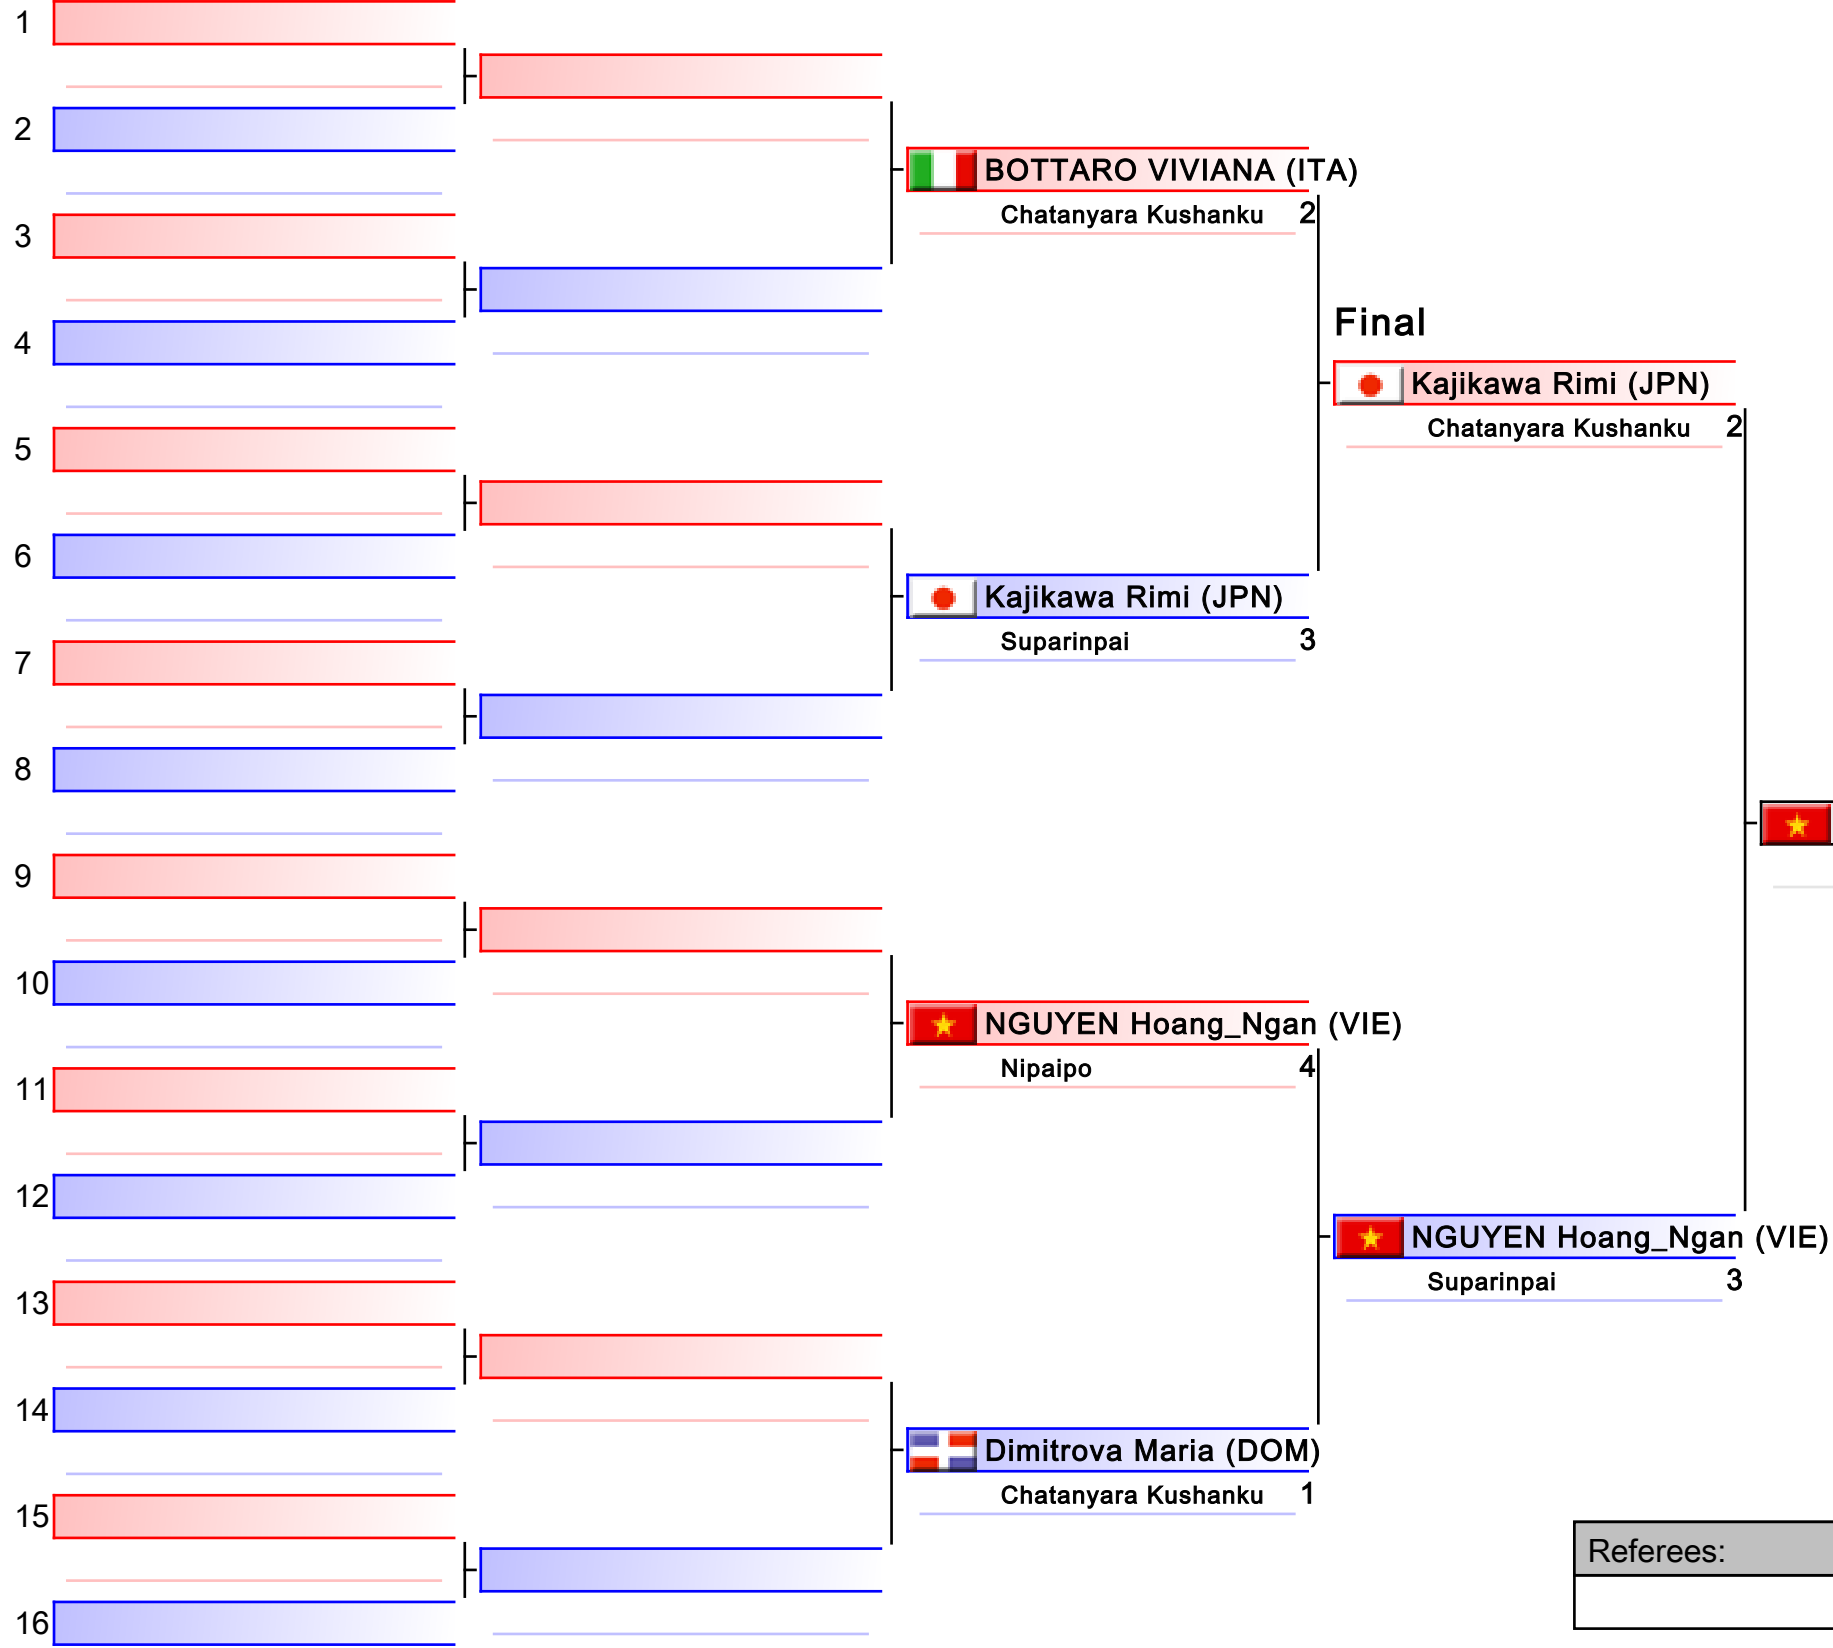 1
2
BOTTARO VIVIANA (ITA)
Chatanyara Kushanku 2
3
Final
4
Kajikawa Rimi (JPN)
Chatanyara Kushanku 2
5
6
Kajikawa Rimi (JPN)
Suparinpai 3
7
8
9
10
NGUYEN Hoang_Ngan (VIE)
Nipaipo 4
11
12
NGUYEN Hoang_Ngan (VIE)
Suparinpai 3
13
14
Dimitrova Maria (DOM)
Chatanyara Kushanku 1
15
Referees:
16